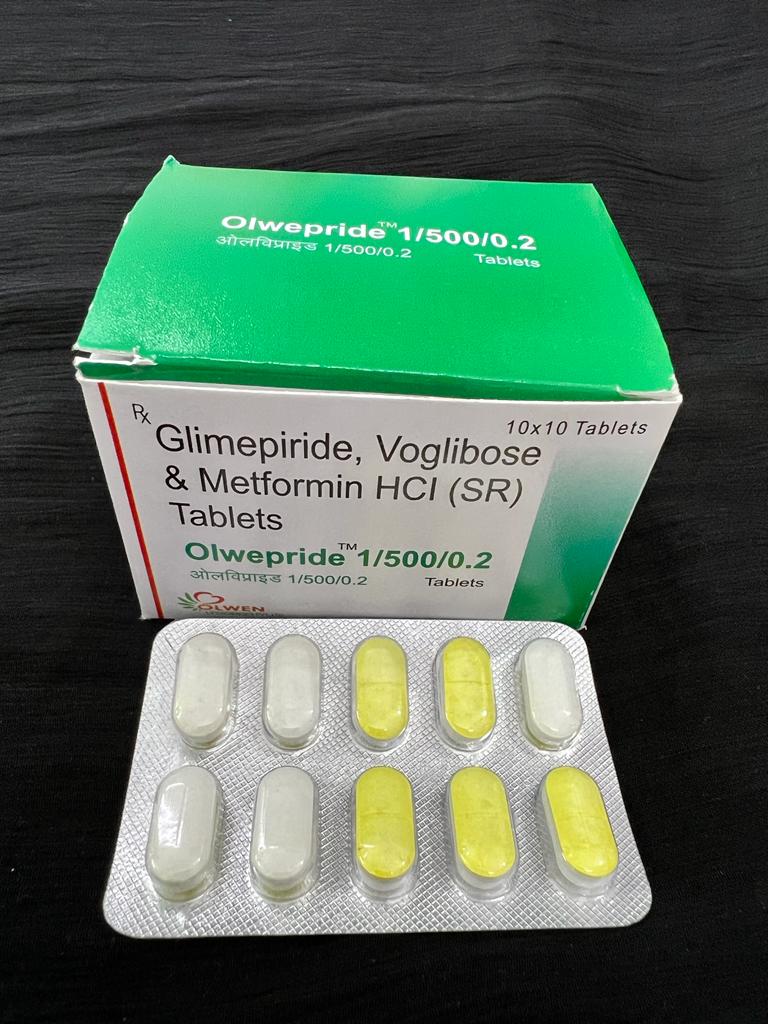 Olwepride™ 1/500/0.2
ओलविप्राइड 1/500/0.2 Tablets
Rx
10x10 Tablets
Glimepiride, Voglibose
& Metformin HCl (SR)
Tablets
Olwepride™ 1/500/0.2
ओलविप्राइड 1/500/0.2 Tablets
OLWEN